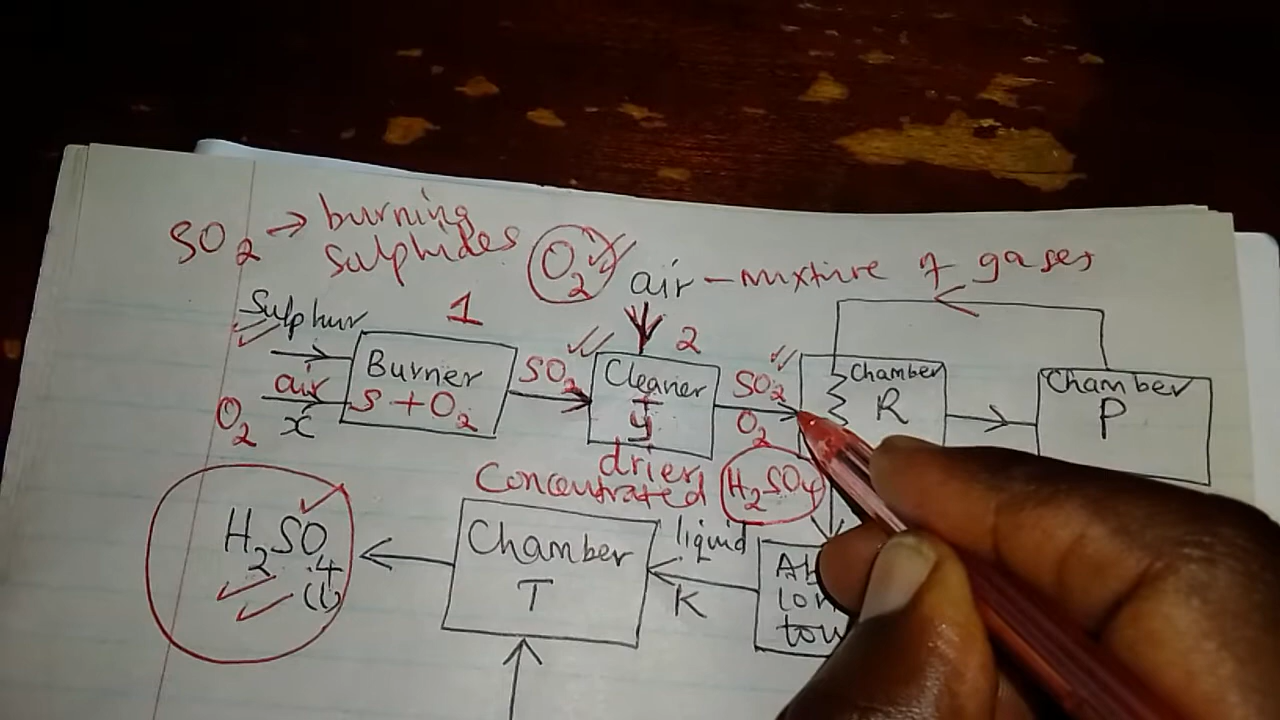 SO2 → burning
sulphides
O2 air - mixture of gases
Sulphur
1
2
air
O2 x
Burner
S + O2
SO2
Cleaner
y
drier
Concentrated H2SO4
SO2
O2
Chamber
R
Chamber
P
H2SO4
(l)
Chamber
T
liquid
K